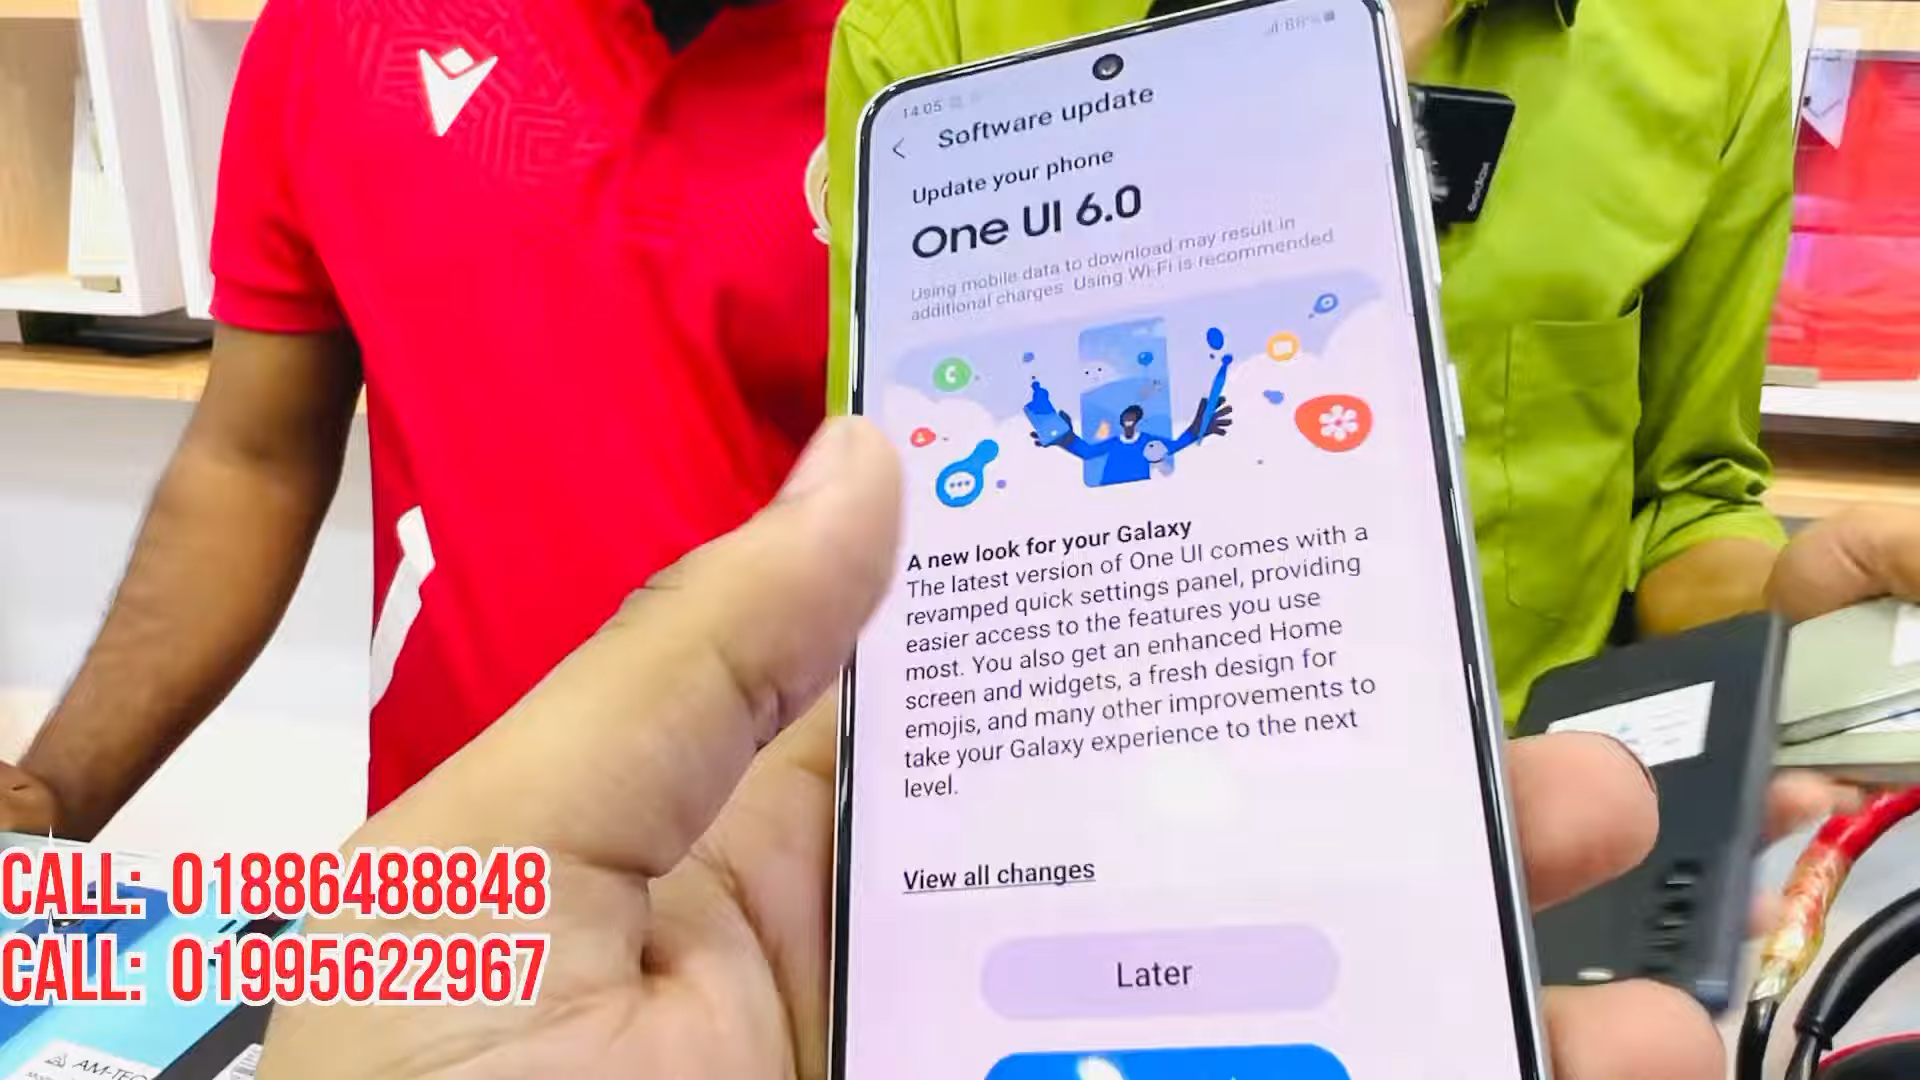 14:05
88%
Software update
Update your phone
One UI 6.0
Using mobile data to download may result in
additional charges. Using Wi-Fi is recommended
A new look for your Galaxy
The latest version of One UI comes with a
revamped quick settings panel, providing
easier access to the features you use
most. You also get an enhanced Home
screen and widgets, a fresh design for
emojis, and many other improvements to
take your Galaxy experience to the next
level.
View all changes
Later
Godox
CALL: 01886488848
CALL: 01995622967